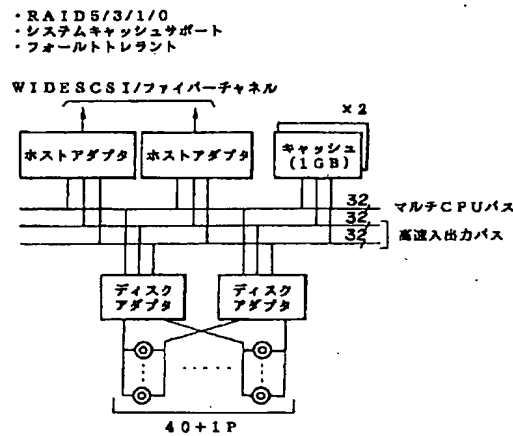 ・RAID5/3/1/0
・システムキャッシュサポート
・フォールトトレラント
WIDESCSI/ファイバーチャネル
×2
ホストアダプタ
ホストアダプタ
キャッシュ
(1GB)
32
マルチCPUバス
32
32
高速入出力バス
ディスク
アダプタ
ディスク
アダプタ
40+1P